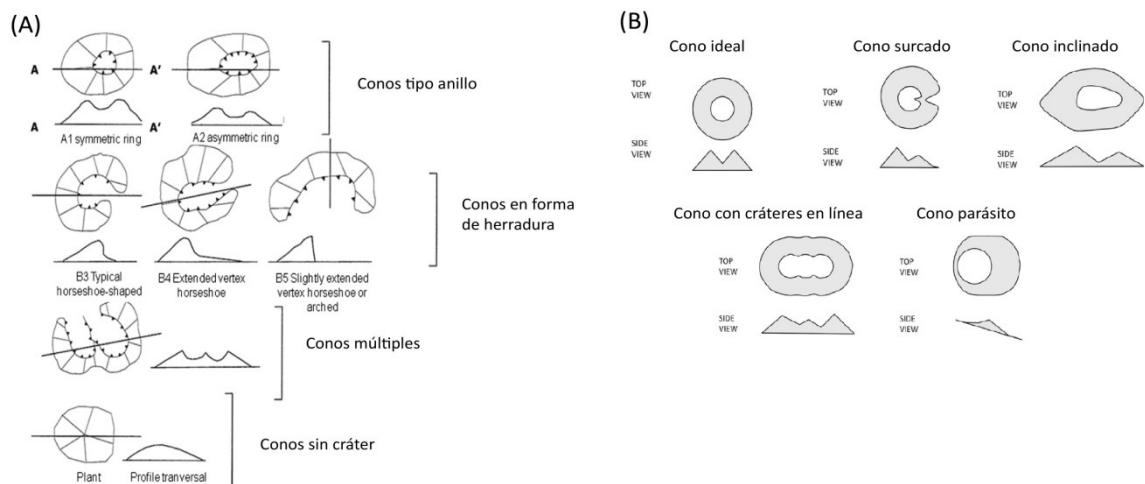 (A)
A A'
Conos tipo anillo
A A'
A1 symmetric ring A2 asymmetric ring
Conos en forma
de herradura
B3 Typical
horseshoe-shaped
B4 Extended vertex
horseshoe
B5 Slightly extended
vertex horseshoe or
arched
Conos múltiples
Conos sin cráter
Plant Profile tranversal
(B)
Cono ideal
TOP
VIEW
SIDE
VIEW
Cono surcado
TOP
VIEW
SIDE
VIEW
Cono inclinado
TOP
VIEW
SIDE
VIEW
Cono con cráteres en línea
TOP
VIEW
SIDE
VIEW
Cono parásito
TOP
VIEW
SIDE
VIEW